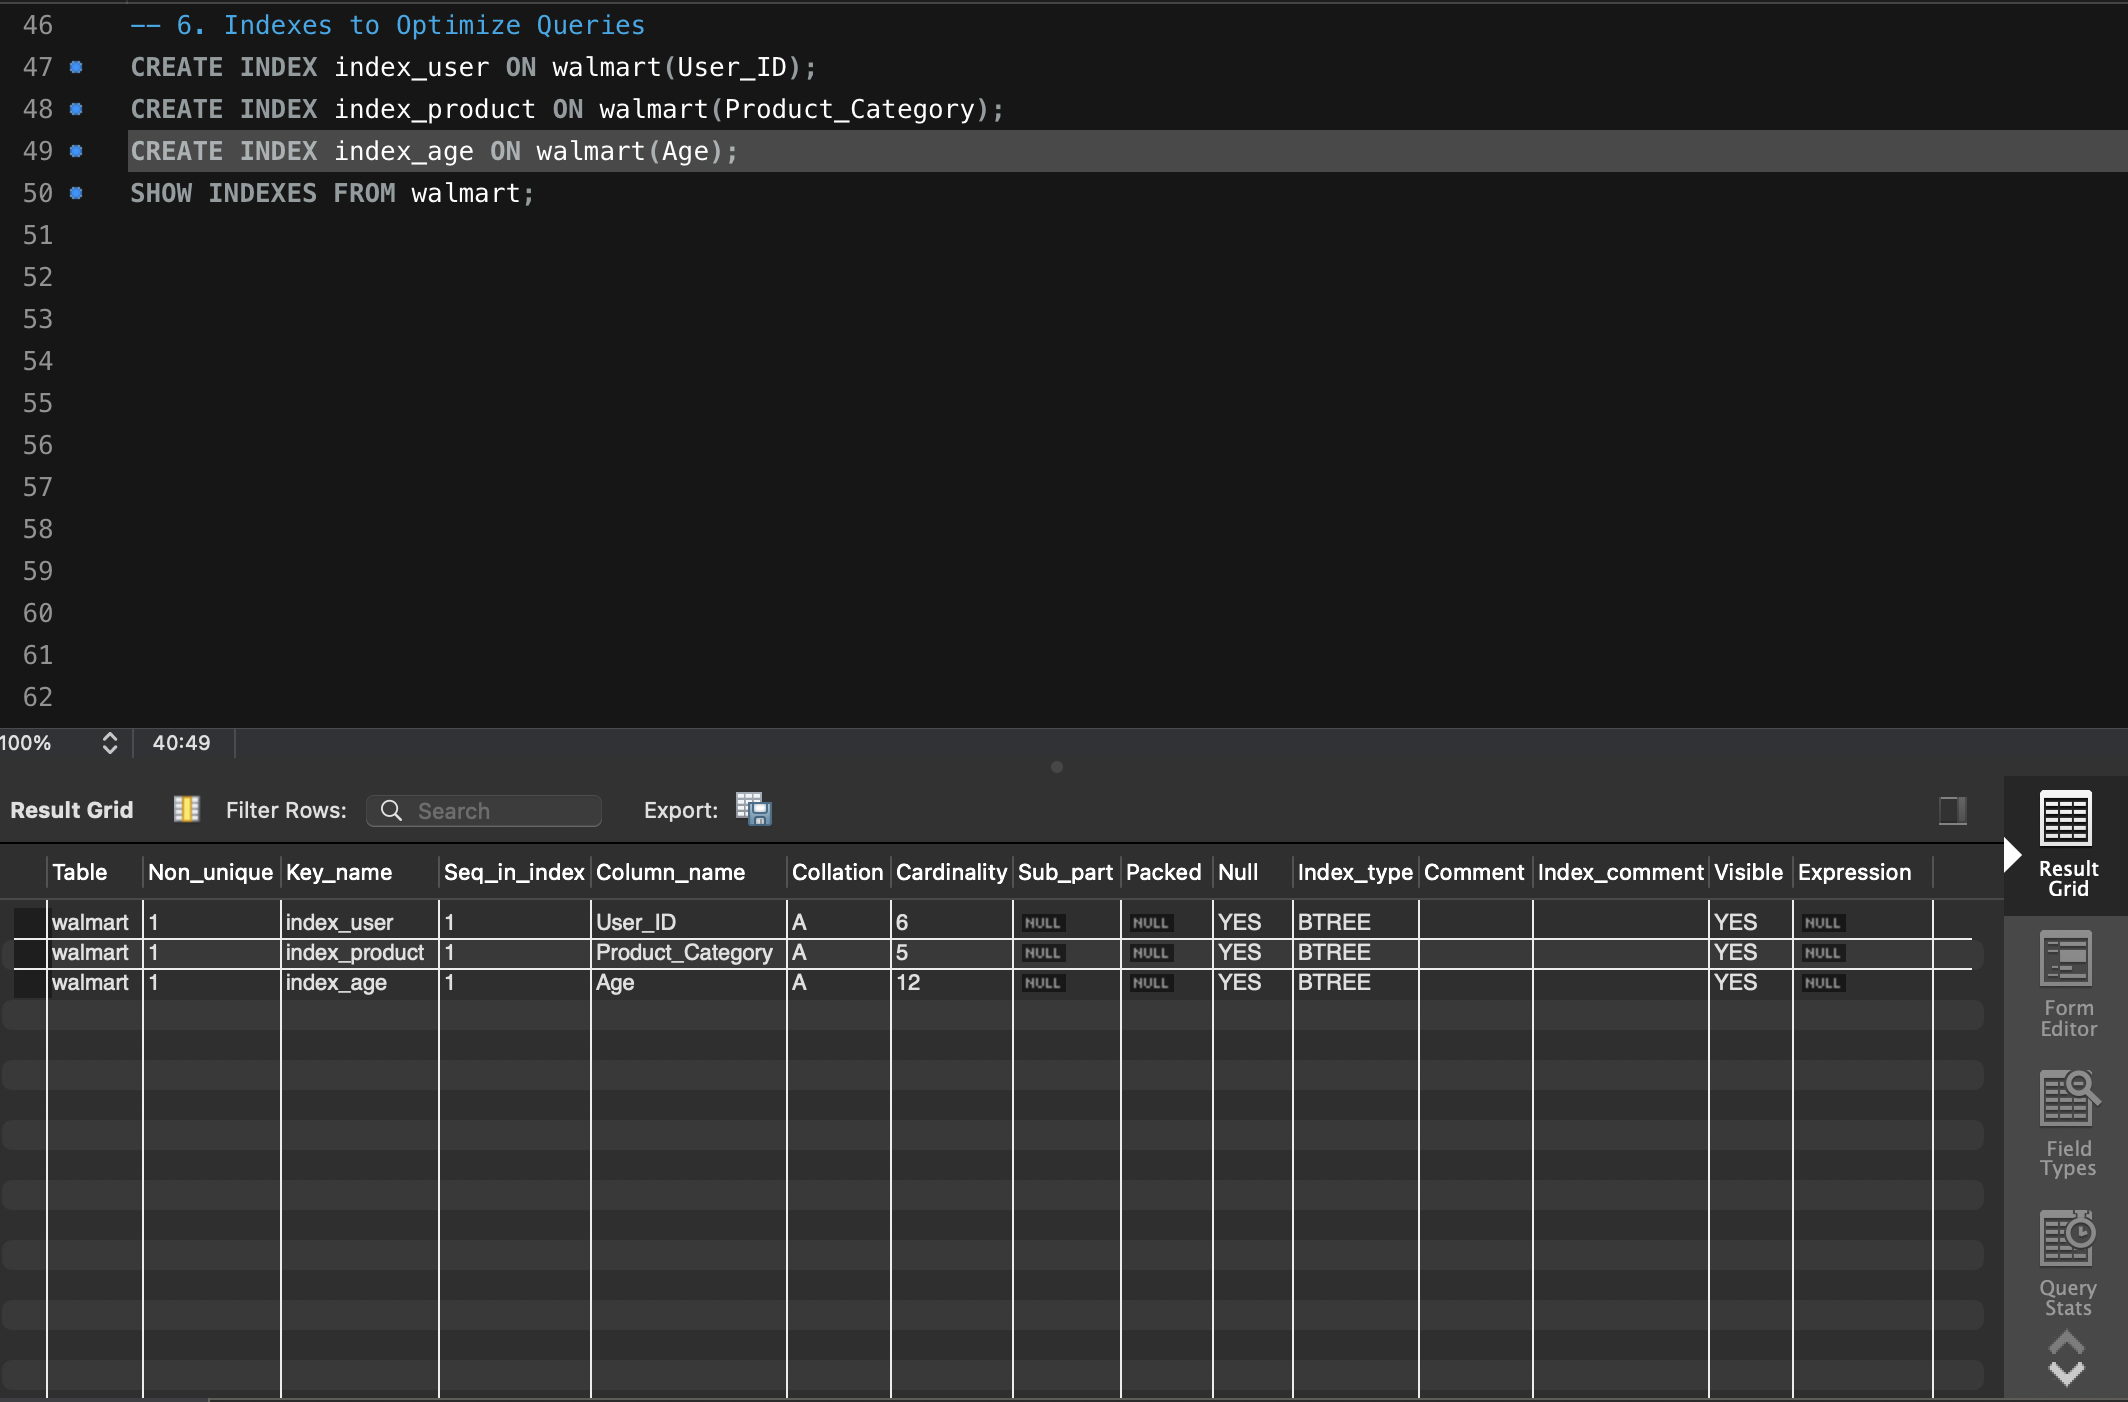 46 -- 6. Indexes to Optimize Queries
47 CREATE INDEX index_user ON walmart(User_ID);
48 CREATE INDEX index_product ON walmart(Product_Category);
49 CREATE INDEX index_age ON walmart(Age);
50 SHOW INDEXES FROM walmart;
51
52
53
54
55
56
57
58
59
60
61
62
100% 40:49
Result Grid Filter Rows: Search Export:
Table Non_unique Key_name Seq_in_index Column_name Collation Cardinality Sub_part Packed Null Index_type Comment Index_comment Visible Expression
walmart 1 index_user 1 User_ID A 6 NULL NULL YES BTREE YES NULL
walmart 1 index_product 1 Product_Category A 5 NULL NULL YES BTREE YES NULL
walmart 1 index_age 1 Age A 12 NULL NULL YES BTREE YES NULL
Result
Grid
Form
Editor
Field
Types
Query
Stats